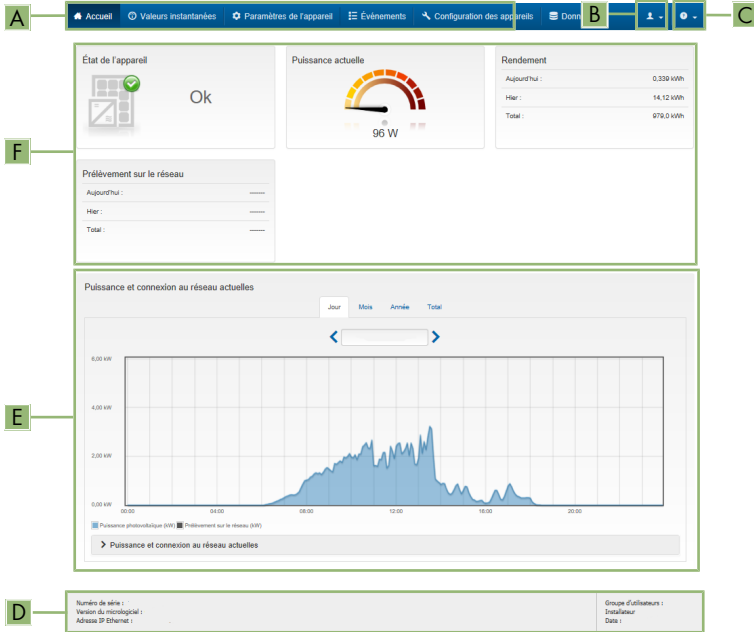 A
Accueil Valeurs instantanées Paramètres de l'appareil Évènements Configuration des appareils Donn
B
C
F
État de l'appareil
Ok
Puissance actuelle
96 W
Rendement
Aujourd'hui : 0,339 kWh
Hier : 14,12 kWh
Total : 979,0 kWh
Prélèvement sur le réseau
Aujourd'hui : -------
Hier : -------
Total : -------
E
Puissance et connexion au réseau actuelles
Jour Mois Année Total
6,00 kW
4,00 kW
2,00 kW
0,00 kW
00:00 04:00 08:00 12:00 16:00 20:00
Puissance photovoltaïque (kW) Prélèvement sur le réseau (kW)
Puissance et connexion au réseau actuelles
D
Numéro de série :
Version du micrologiciel :
Adresse IP Ethernet :
Groupe d'utilisateurs :
Installateur
Date :